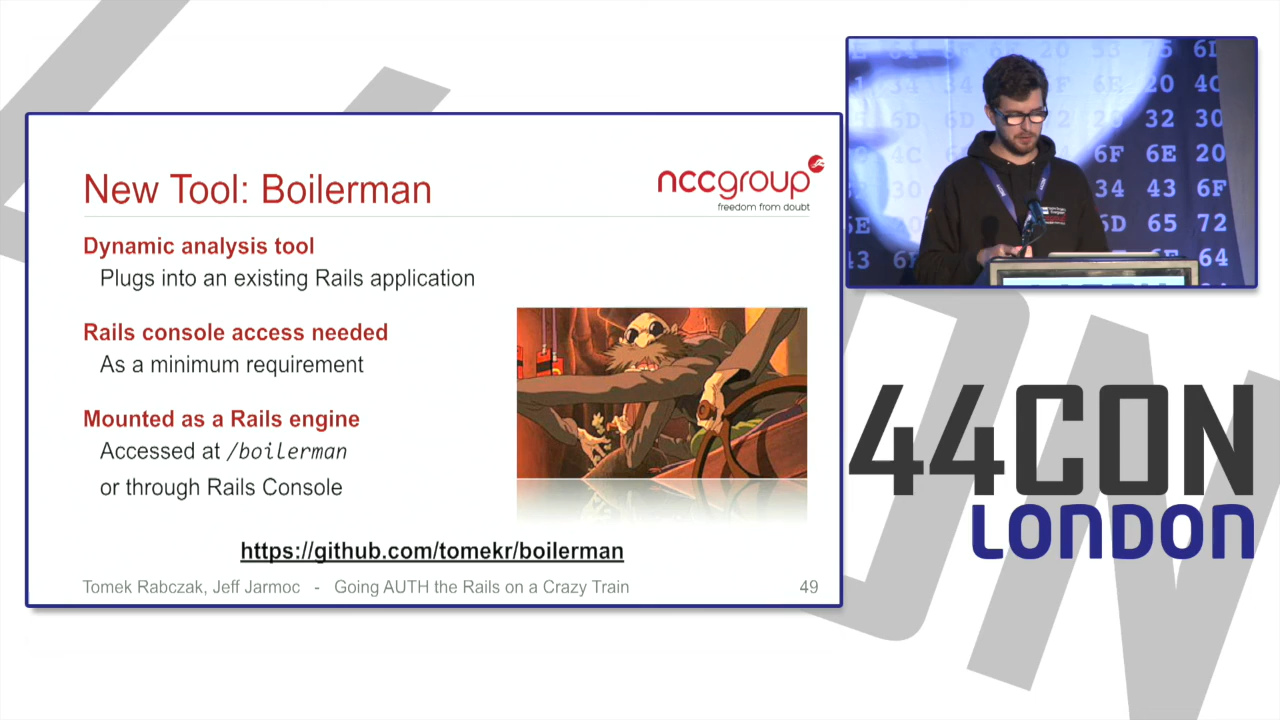 New Tool: Boilerman
nccgroup
freedom from doubt
Dynamic analysis tool
Plugs into an existing Rails application
Rails console access needed
As a minimum requirement
Mounted as a Rails engine
Accessed at /boilerman
or through Rails Console
https://github.com/tomekr/boilerman
Tomek Rabczak, Jeff Jarmoc - Going AUTH the Rails on a Crazy Train
49
44CON
LONDON